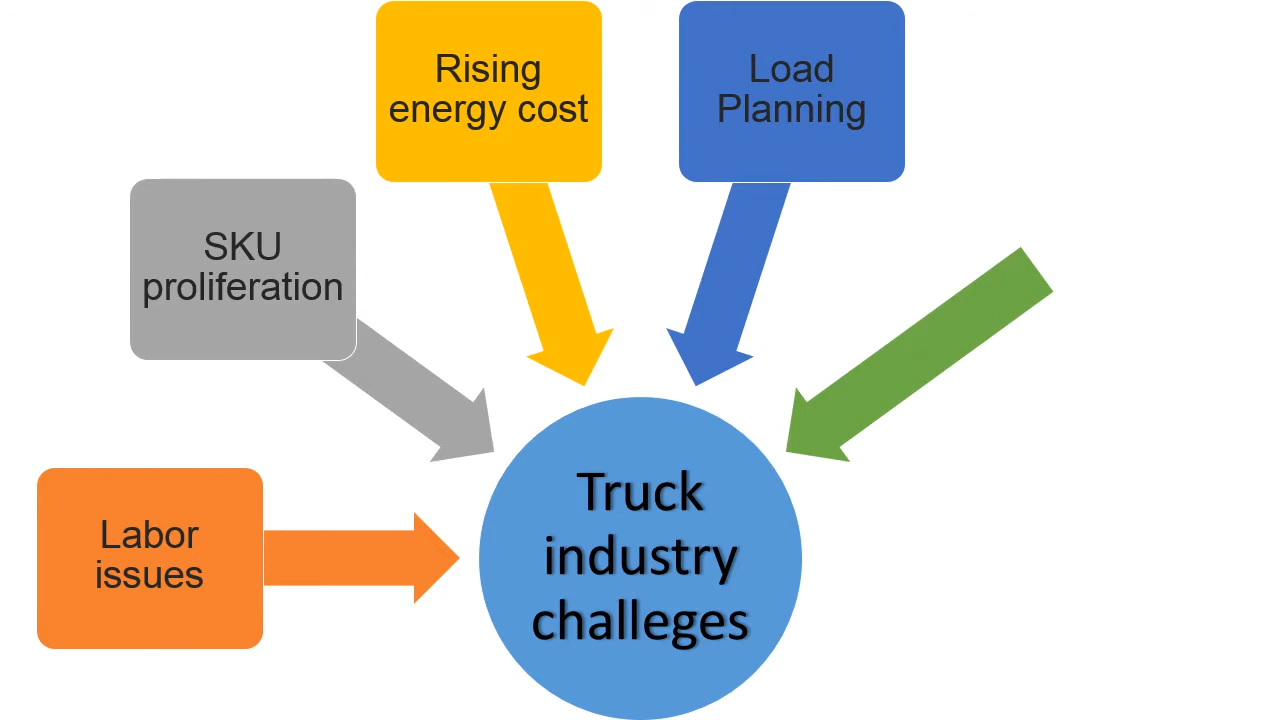 Rising
energy cost
Load
Planning
SKU
proliferation
Labor
issues
Truck
industry
challeges